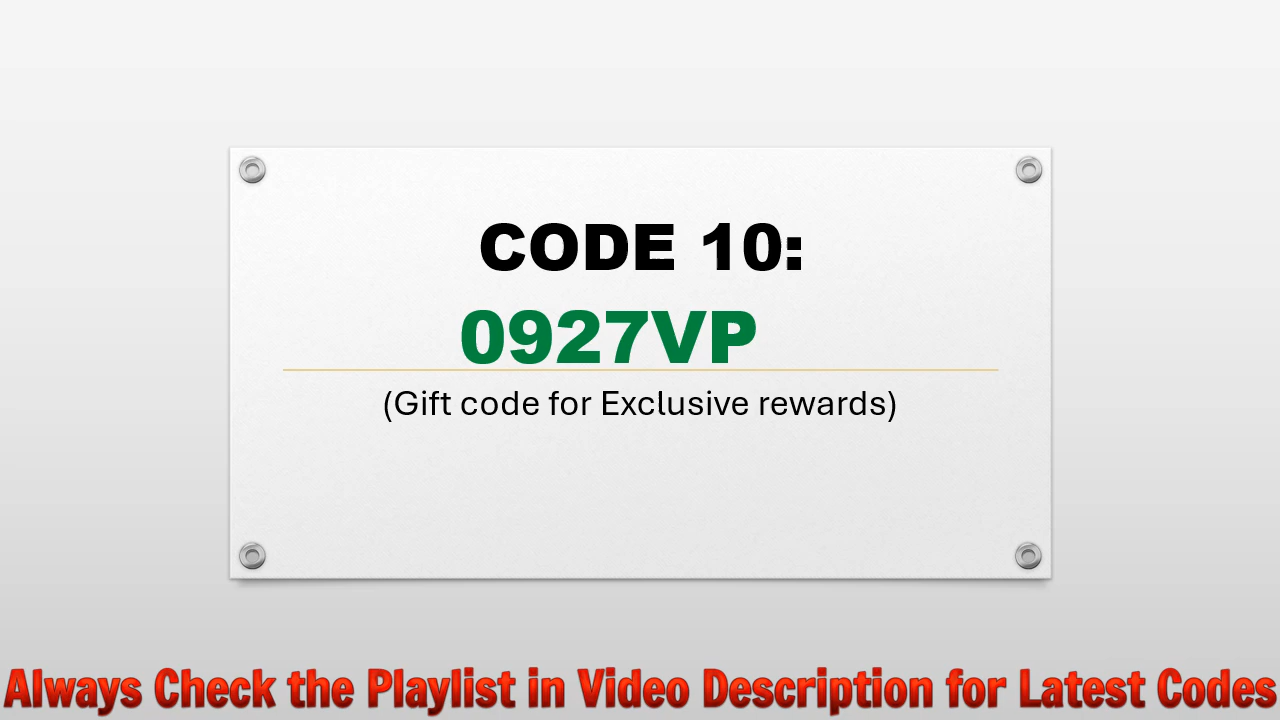 CODE 10:
0927VP
(Gift code for Exclusive rewards)
Always Check the Playlist in Video Description for Latest Codes